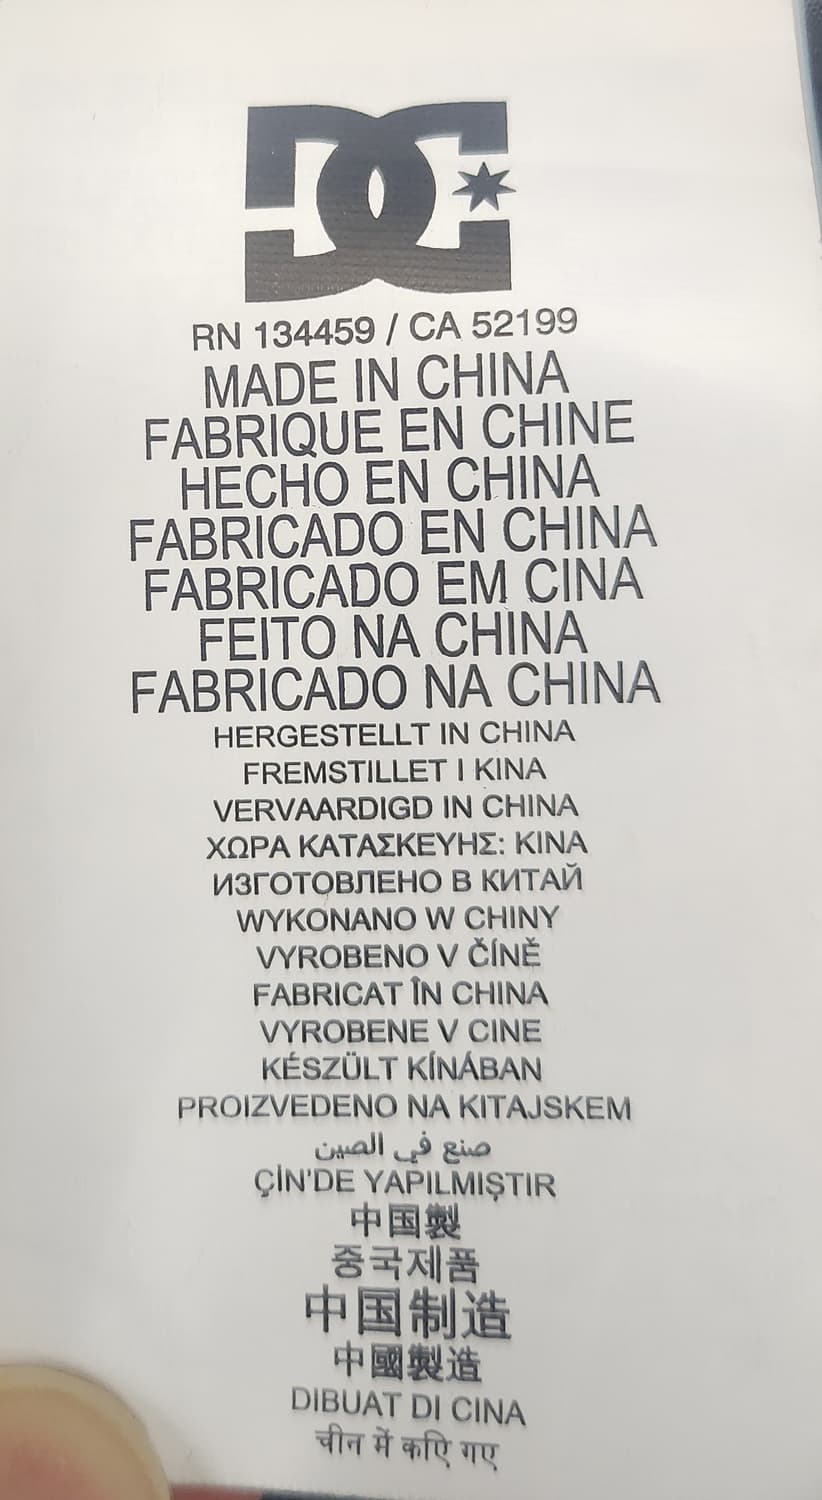 DC
RN 134459 / CA 52199
MADE IN CHINA
FABRIQUE EN CHINE
HECHO EN CHINA
FABRICADO EN CHINA
FABRICADO EM CINA
FEITO NA CHINA
FABRICADO NA CHINA
HERGESTELLT IN CHINA
FREMSTILLET I KINA
VERVAARDIGD IN CHINA
ΧΩΡΑ ΚΑΤΑΣΚΕΥΗΣ: ΚΙΝΑ
ИЗГОТОВЛЕНО В КИТАЙ
WYKONANO W CHINY
VYROBENO V ČÍNĚ
FABRICAT ÎN CHINA
VYROBENE V CINE
KÉSZÜLT KÍNÁBAN
PROIZVEDENO NA KITAJSKEM
صنع في الصين
ÇİN'DE YAPILMIŞTIR
中国製
중국제품
中国制造
中國製造
DIBUAT DI CINA
चीन में कएि गए